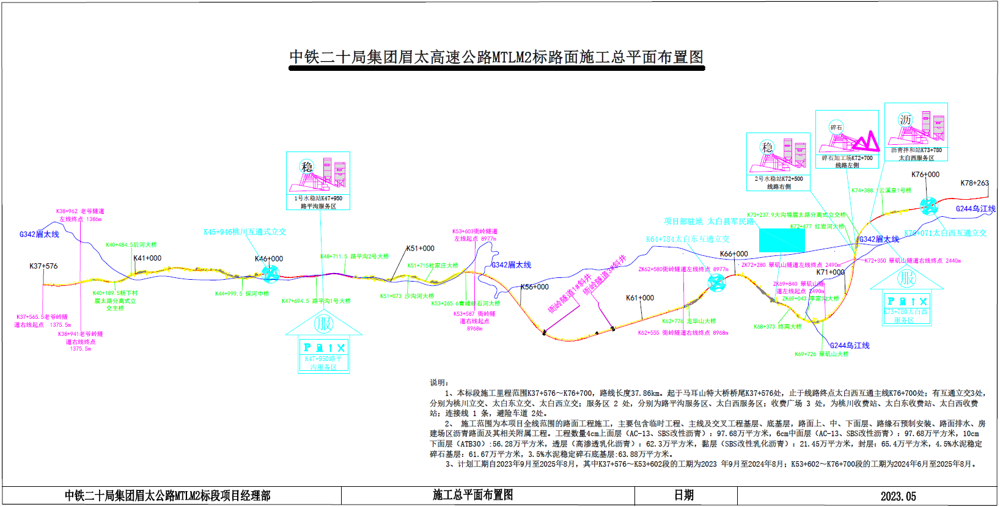 中铁二十局集团眉太高速公路MTLM2标路面施工总平面布置图
稳
1号水稳站K47+950
路平沟服务区
稳
2号水稳站K72+500
线路右侧
碎石
碎石加工场K72+700
线路左侧
沥
沥青拌和站K73+780
太白西服务区
K76+000
K78+263
G244乌江线
K74+388.1云溪泉1号桥
K73+237.9大沟塬眉太路分离式立交桥
K72+477 红岩河大桥
G342眉太线
K76+071太白西互通立交
K38+962 老爷岭隧道
左线终点 1386m
G342眉太线
K40+484.5后河大桥
K37+576
K41+000
K45+946桃川互通式立交
K46+000
K48+711.5 路平沟2号大桥
K51+000
K51+715杜家庄大桥
K53+603衙岭隧道
左线起点 8977m
G342眉太线
K56+000
项目部驻地 太白县军民路
K64+784太白东互通立交
K66+000
ZK62+580衙岭隧道左线终点 8977m
ZK72+280 翠矶山隧道左线终点 2490m
K72+350 翠矶山隧道右线终点 2440m
K71+000
ZK69+840 翠矶山隧
道左线起点 2490m
ZK69+043 李家沟大桥
衙岭隧道1#斜井
衙岭隧道3#斜井
K61+000
K40+189.5杨下村
眉太路分离式立
交主桥
K44+999.5 保河中桥
K47+694.5 路平沟1号大桥
K51+073 沙沟河大桥
K53+265.6青峰峡石河大桥
K53+587 衙岭隧
道右线起点
8968m
K37+565.5老爷岭隧
道右线起点 1375.5m
K38+941老爷岭隧
道右线终点
1375.5m
K62+776 龙华山大桥
K62+555 衙岭隧道右线终点 8968m
K68+373 终南大桥
K69+726 翠矶山大桥
G244乌江线
服
P
K47+950路平
沟服务区
服
P
K73+780太白西
服务区
说明：
1、本标段施工里程范围K37+576～K76+700，路线长度37.86km。起于马耳山特大桥桥尾K37+576处，止于线路终点太白西互通主线K76+700处；有互通立交3处，
分别为桃川立交、太白东立交、太白西立交；服务区 2 处，分别为路平沟服务区、太白西服务区；收费广场 3 处，为桃川收费站、太白东收费站、太白西收费
站；连接线 1 条，避险车道 2处。
2、 施工范围为本项目全线范围的路面工程施工，主要包含临时工程、主线及交叉工程基层、底基层，路面上、中、下面层、路缘石预制安装、路面排水、房
建场区沥青路面及其相关附属工程。工程数量4cm上面层（AC-13、SBS改性沥青）：97.68万平方米，6cm中面层（AC-13、SBS改性沥青）：97.68万平方米，10cm
下面层（ATB30）:56.28万平方米，透层（高渗透乳化沥青）：62.3万平方米，黏层（SBS改性乳化沥青）：21.45万平方米，封层：65.4万平方米，4.5%水泥稳定
碎石基层：61.67万平方米，3.5%水泥稳定碎石底基层:63.88万平方米。
3、计划工期自2023年9月至2025年8月，其中K37+576～K53+602段的工期为2023 年9月至2024年8月；K53+602～K76+700段的工期为2024年6月至2025年8月。
中铁二十局集团眉太公路MTLM2标段项目经理部
施工总平面布置图
日期
2023.05